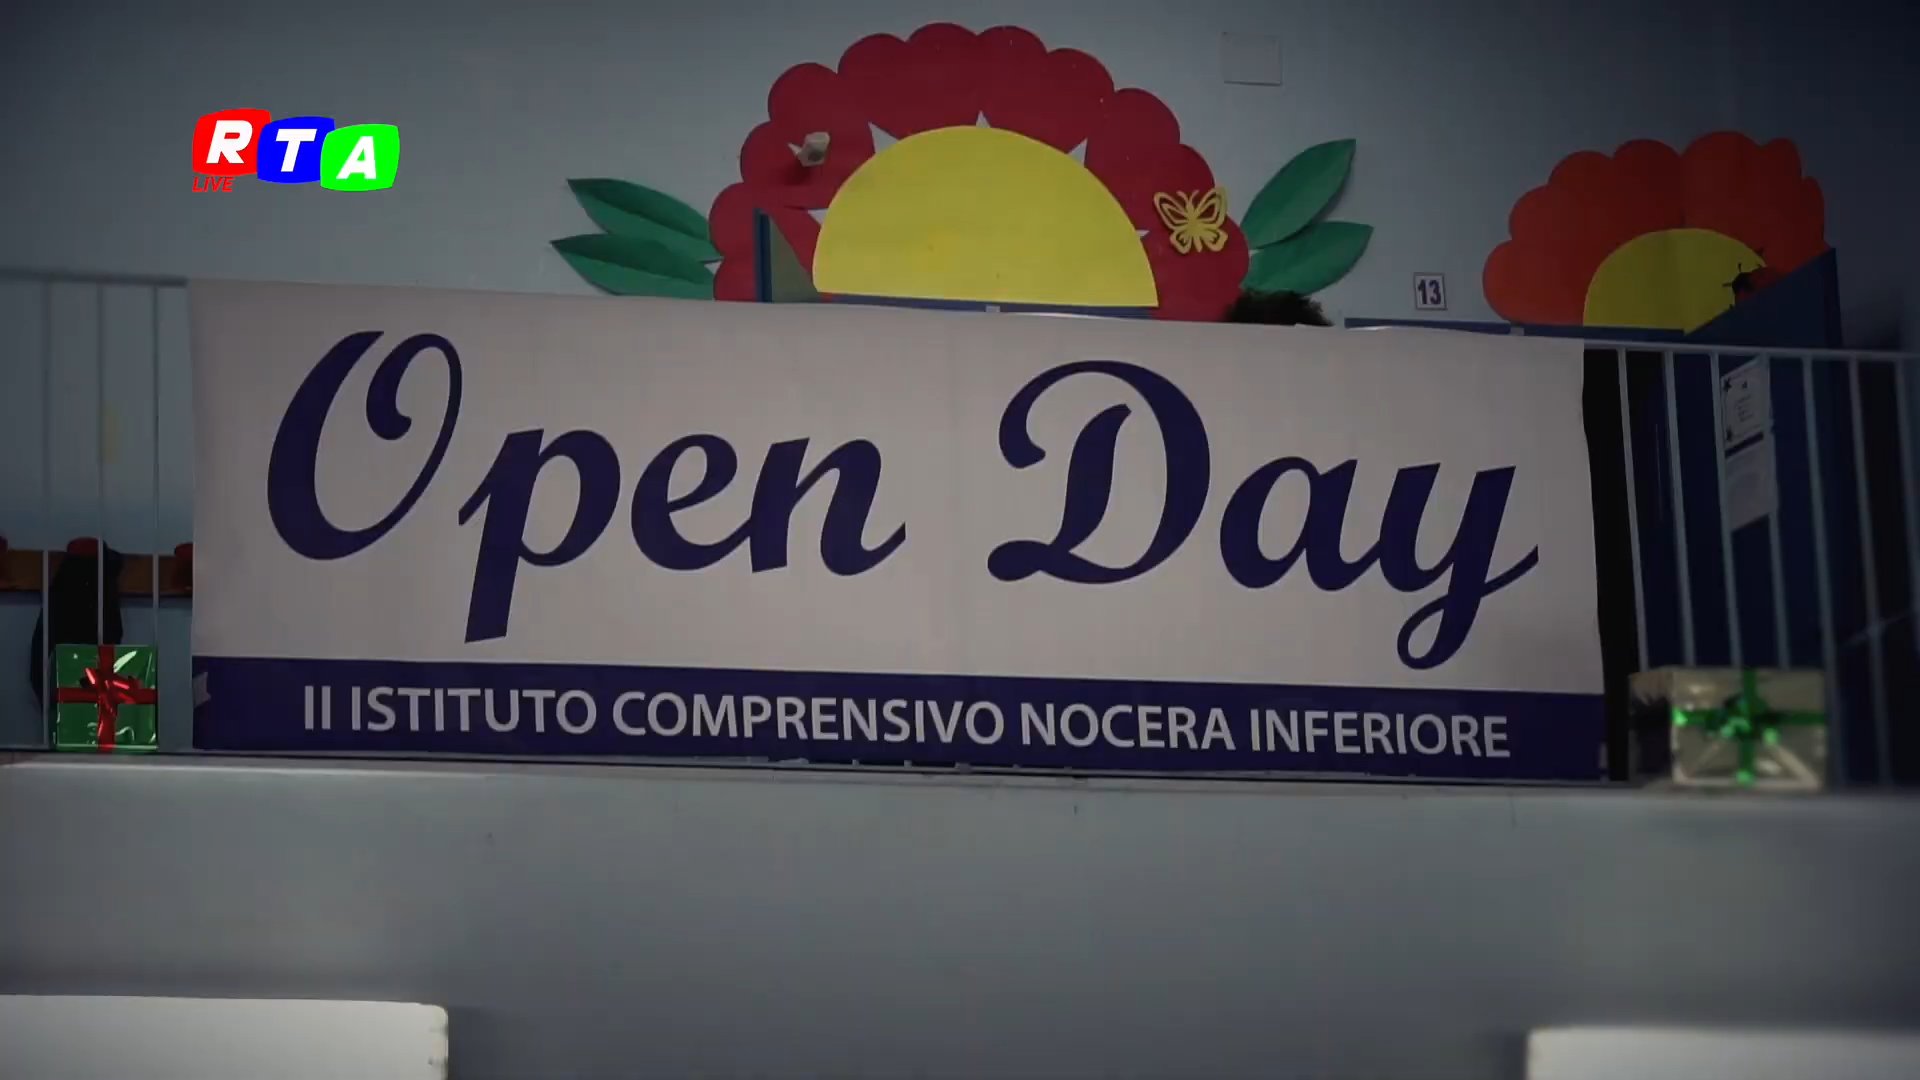 RTA
LIVE
13
Open Day
II ISTITUTO COMPRENSIVO NOCERA INFERIORE